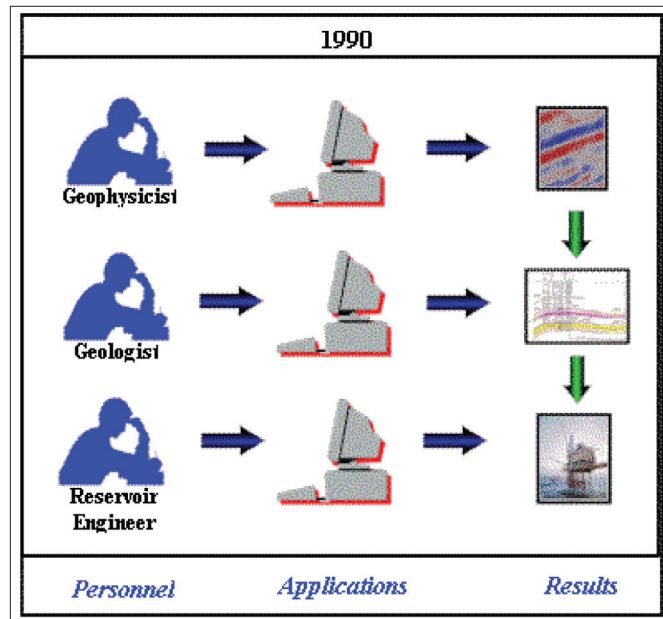 1990
Geophysicist
Geologist
Reservoir
Engineer
Personnel
Applications
Results